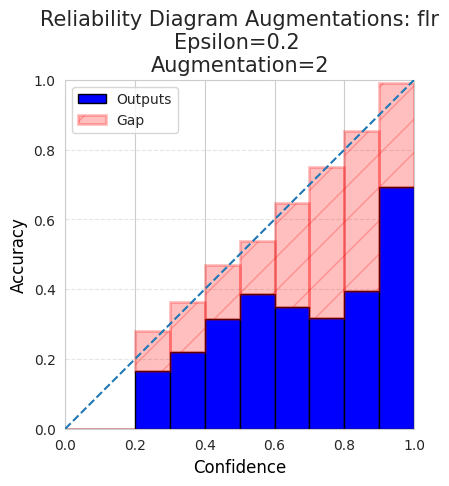 Reliability Diagram Augmentations: flr
Epsilon=0.2
Augmentation=2
1.0
Outputs
Gap
0.8
0.6
Accuracy
0.4
0.2
0.0
0.0 0.2 0.4 0.6 0.8 1.0
Confidence